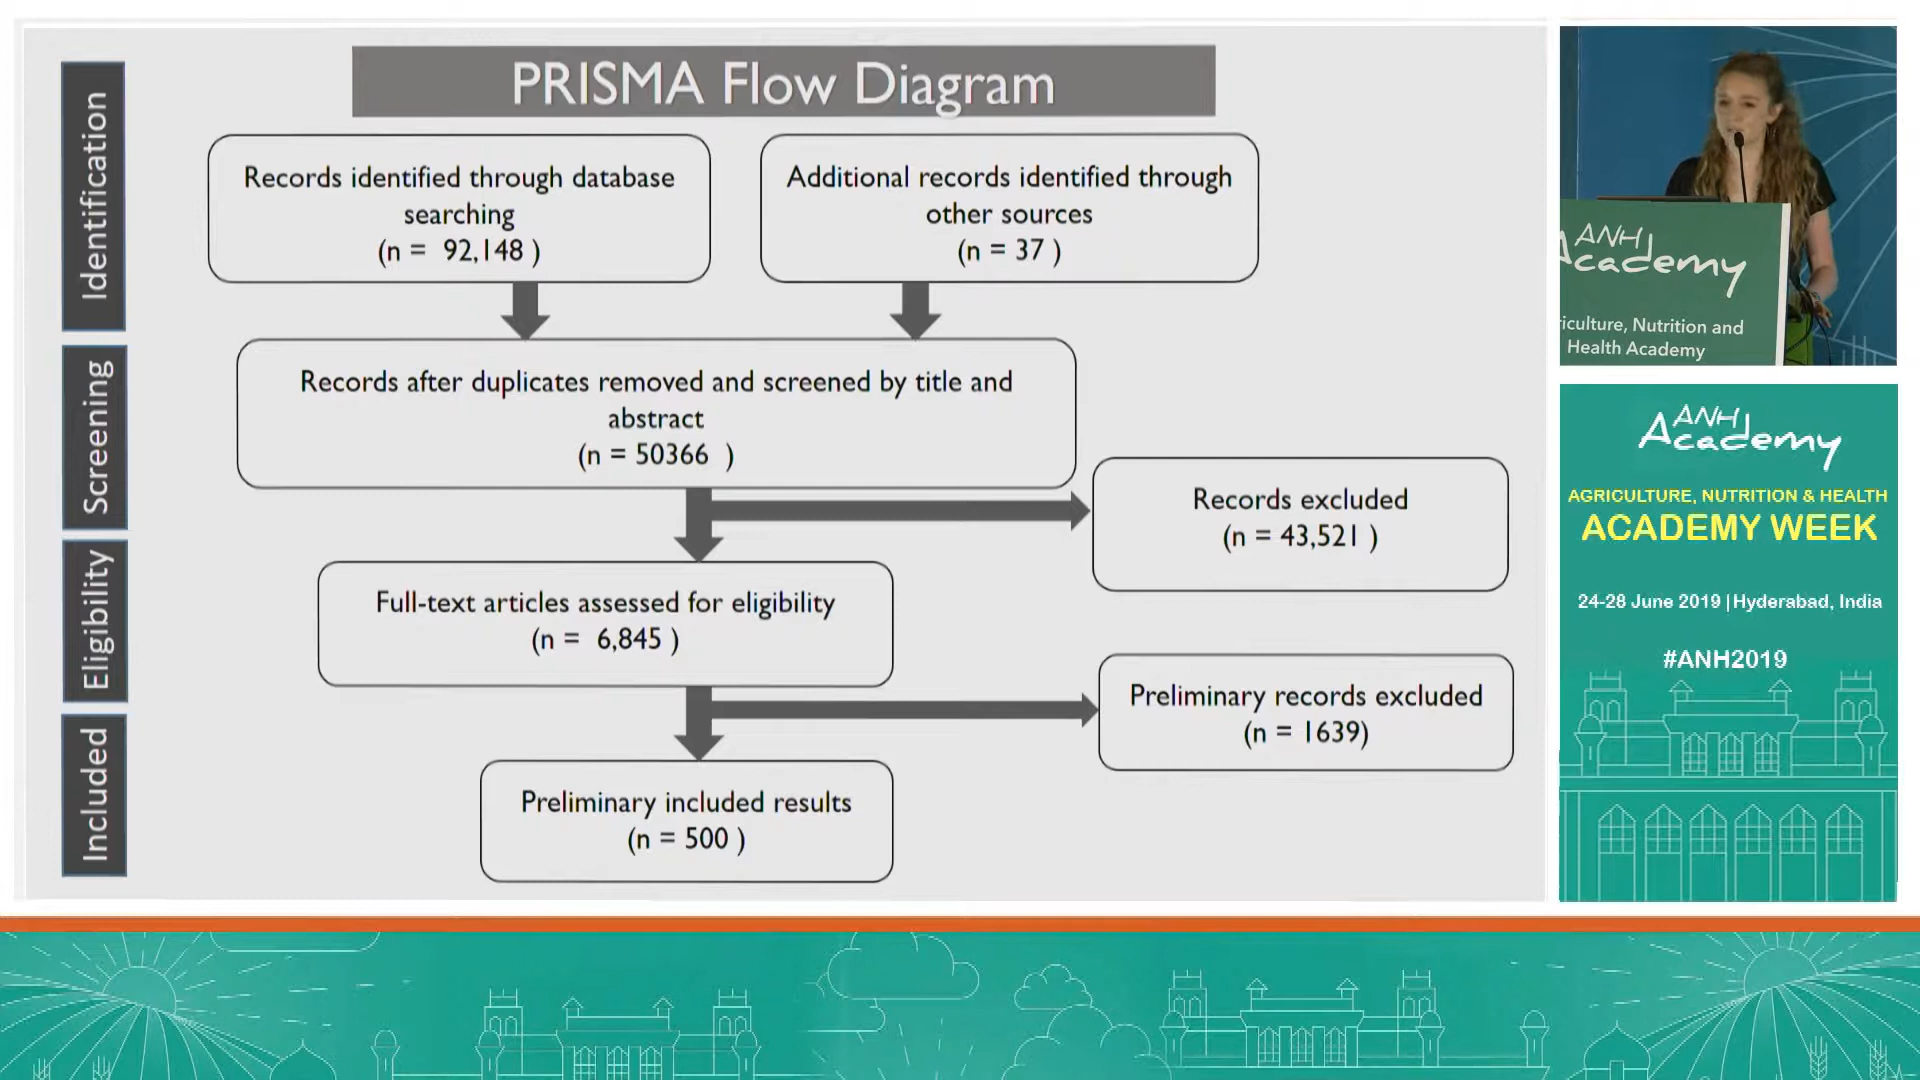 PRISMA Flow Diagram
Identification
Records identified through database
searching
(n = 92,148 )
Additional records identified through
other sources
(n = 37 )
Screening
Records after duplicates removed and screened by title and
abstract
(n = 50366 )
Records excluded
(n = 43,521 )
Eligibility
Full-text articles assessed for eligibility
(n = 6,845 )
Preliminary records excluded
(n = 1639)
Included
Preliminary included results
(n = 500 )
ANH
Academy
riculture, Nutrition and
Health Academy
ANH
Academy
AGRICULTURE, NUTRITION & HEALTH
ACADEMY WEEK
24-28 June 2019 | Hyderabad, India
#ANH2019